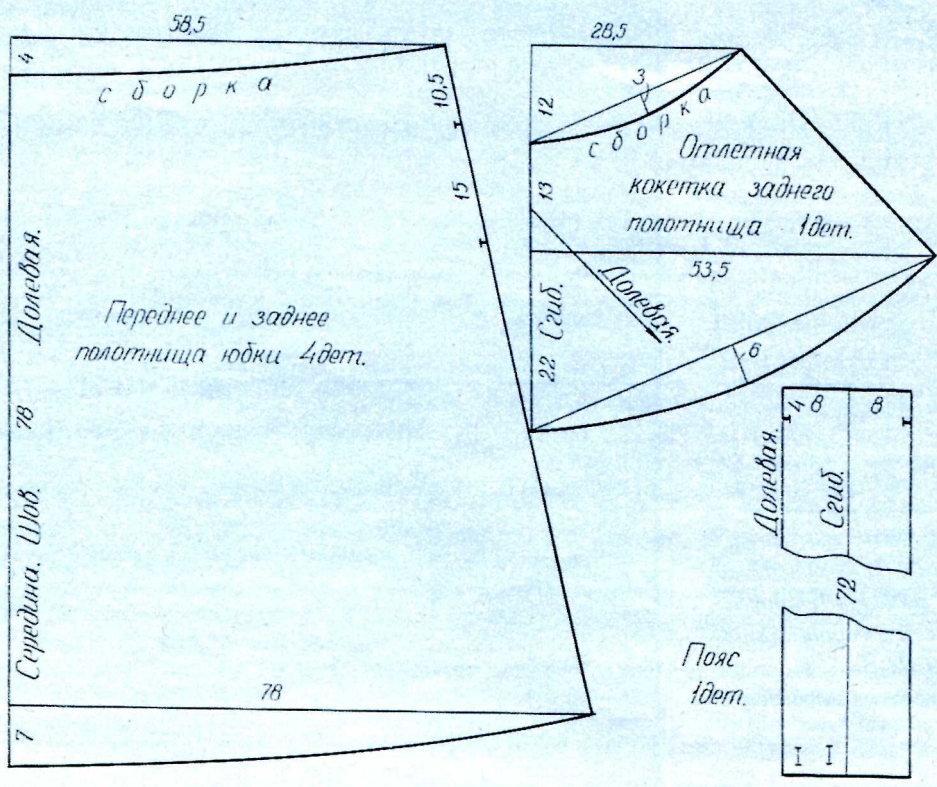 58,5
4
с б о р к а
10,5
15
Долевая.
Переднее и заднее
полотнища юбки 4дет.
78
Середина. Шов.
78
7
28,5
3
12
с б о р к а
Отлетная
кокетка заднего
полотнища 1дет.
13
53,5
Долевая.
22 Сгиб.
6
4 8 8
Долевая.
Сгиб
72
Пояс
1дет.